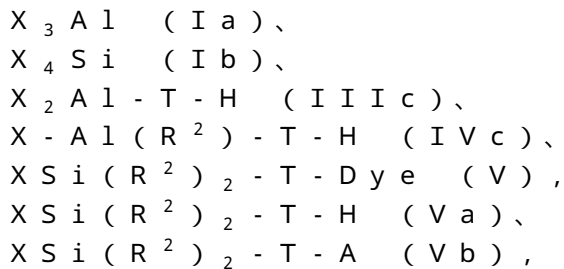 X₃Al （Ia）、
X₄Si （Ib）、
X₂Al-T-H （IIIc）、
X-Al(R²)-T-H （IVc）、
XSi(R²)₂-T-Dye （V）,
XSi(R²)₂-T-H （Va）、
XSi(R²)₂-T-A （Vb）,